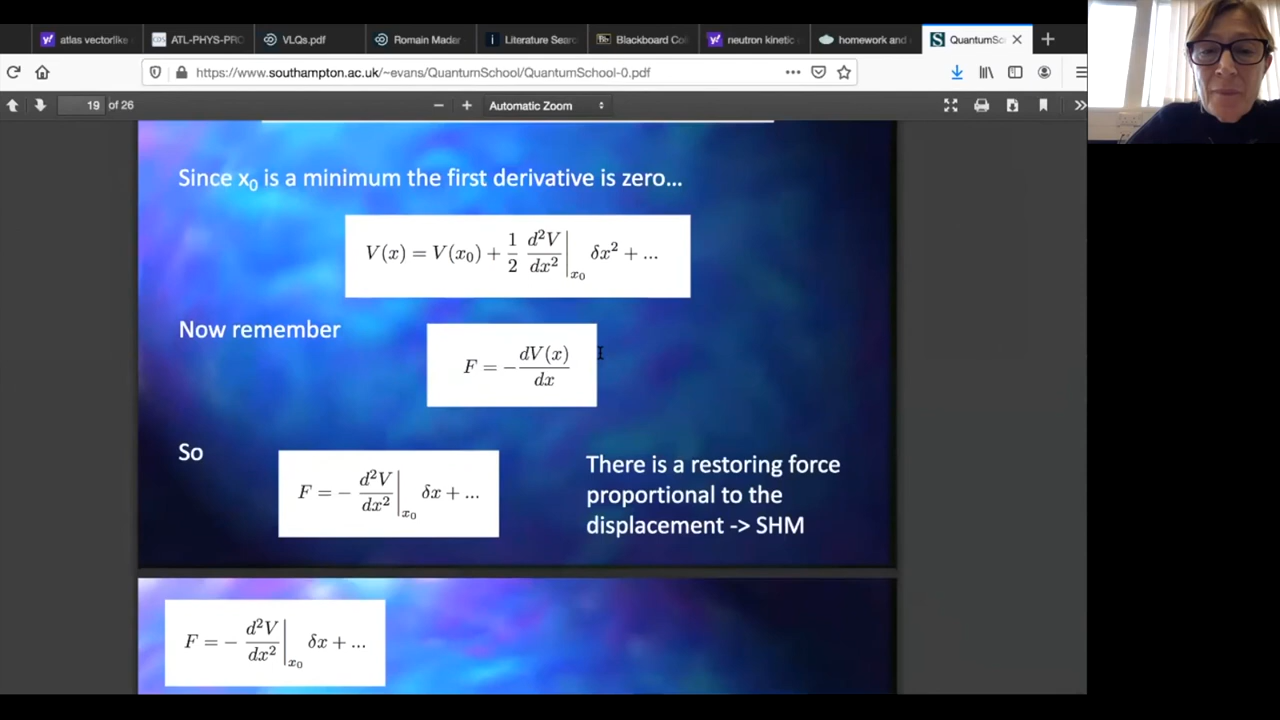 atlas vectorlike
CDS ATL-PHYS-PRO
VLQs.pdf
Romain Mader
Literature Sear
Blackboard Co
neutron kinetic
homework and
S QuantumSc
https://www.southampton.ac.uk/~evans/QuantumSchool/QuantumSchool-0.pdf
19 of 26
Automatic Zoom
Since x₀ is a minimum the first derivative is zero...
V(x) = V(x₀) + 1/2 d²V/dx²|x₀ δx² + ...
Now remember
F = −dV(x)/dx
So
F = − d²V/dx²|x₀ δx + ...
There is a restoring force
proportional to the
displacement -> SHM
F = − d²V/dx²|x₀ δx + ...